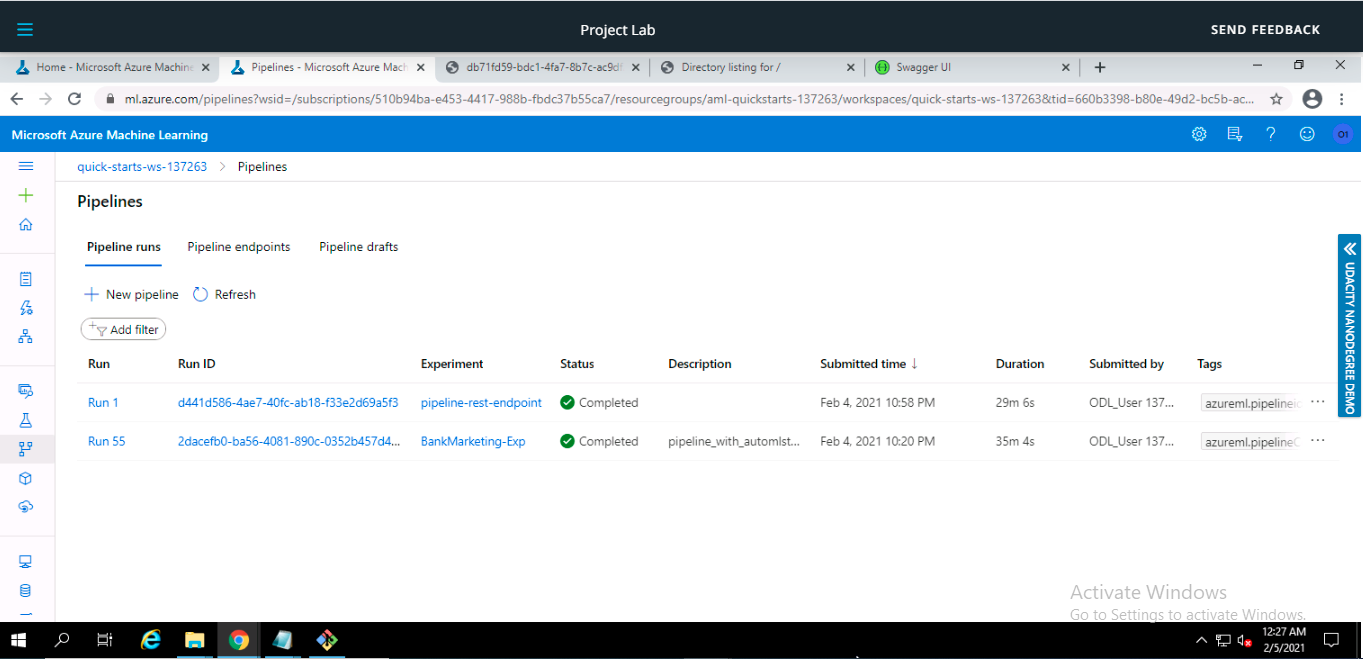 Project Lab
SEND FEEDBACK
Home - Microsoft Azure Machine
Pipelines - Microsoft Azure Mach
db71fd59-bdc1-4fa7-8b7c-ac9df
Directory listing for /
Swagger UI
ml.azure.com/pipelines?wsid=/subscriptions/510b94ba-e453-4417-988b-fbdc37b55ca7/resourcegroups/aml-quickstarts-137263/workspaces/quick-starts-ws-137263&tid=660b3398-b80e-49d2-bc5b-ac...
Microsoft Azure Machine Learning
O1
quick-starts-ws-137263 > Pipelines
Pipelines
Pipeline runs Pipeline endpoints Pipeline drafts
New pipeline Refresh
Add filter
Run Run ID Experiment Status Description Submitted time ↓ Duration Submitted by Tags
Run 1 d441d586-4ae7-40fc-ab18-f33e2d69a5f3 pipeline-rest-endpoint Completed Feb 4, 2021 10:58 PM 29m 6s ODL_User 137... azureml.pipelineic ...
Run 55 2dacefb0-ba56-4081-890c-0352b457d4... BankMarketing-Exp Completed pipeline_with_automlst... Feb 4, 2021 10:20 PM 35m 4s ODL_User 137... azureml.pipelineC ...
UDACITY NANODEGREE DEMO
Activate Windows
Go to Settings to activate Windows.
12:27 AM
2/5/2021